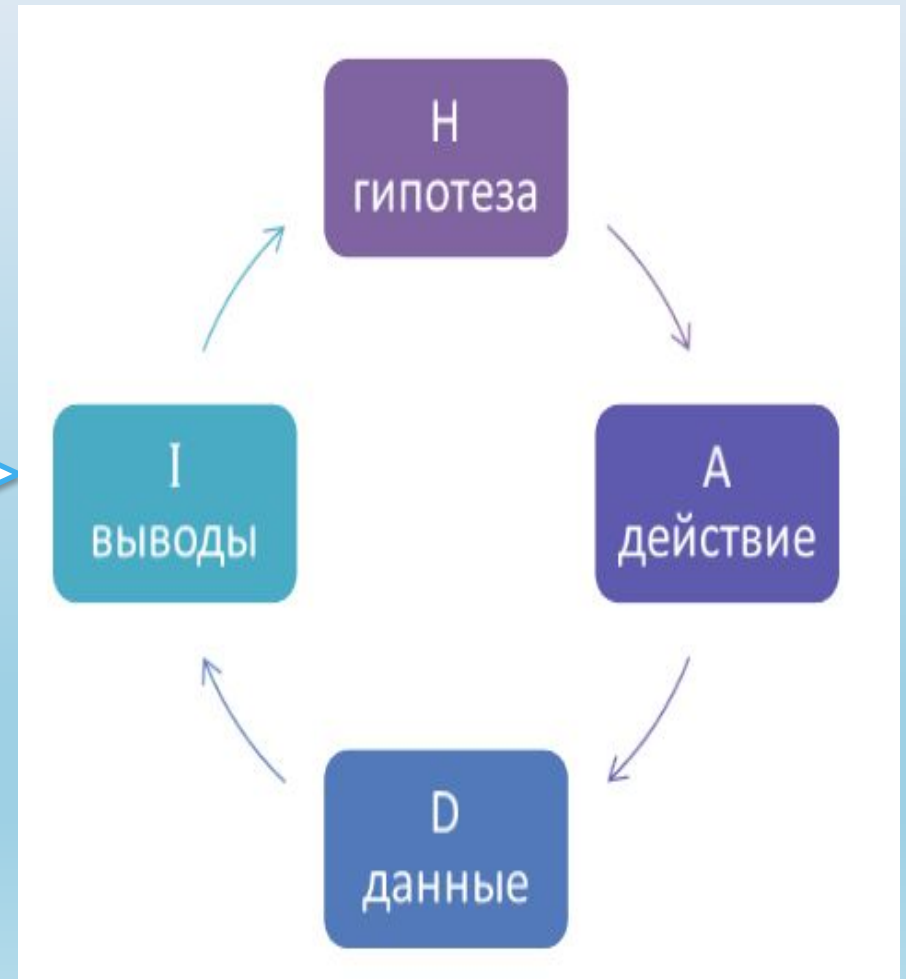 H
гипотеза
A
действие
D
данные
I
выводы